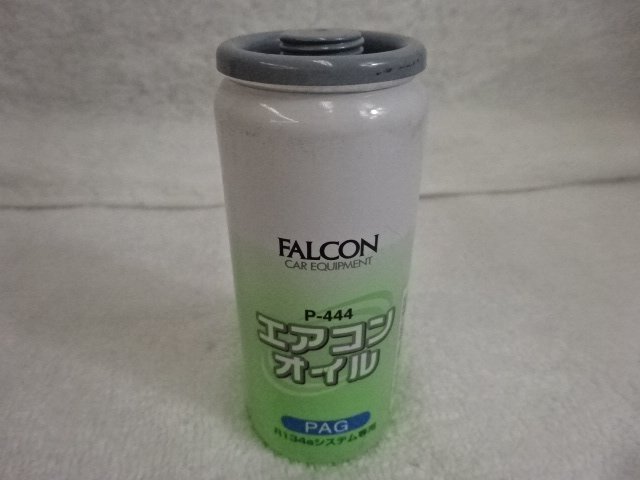 FALCON
CAR EQUIPMENT
P-444
エアコン
オイル
PAG
R134aシステム専用